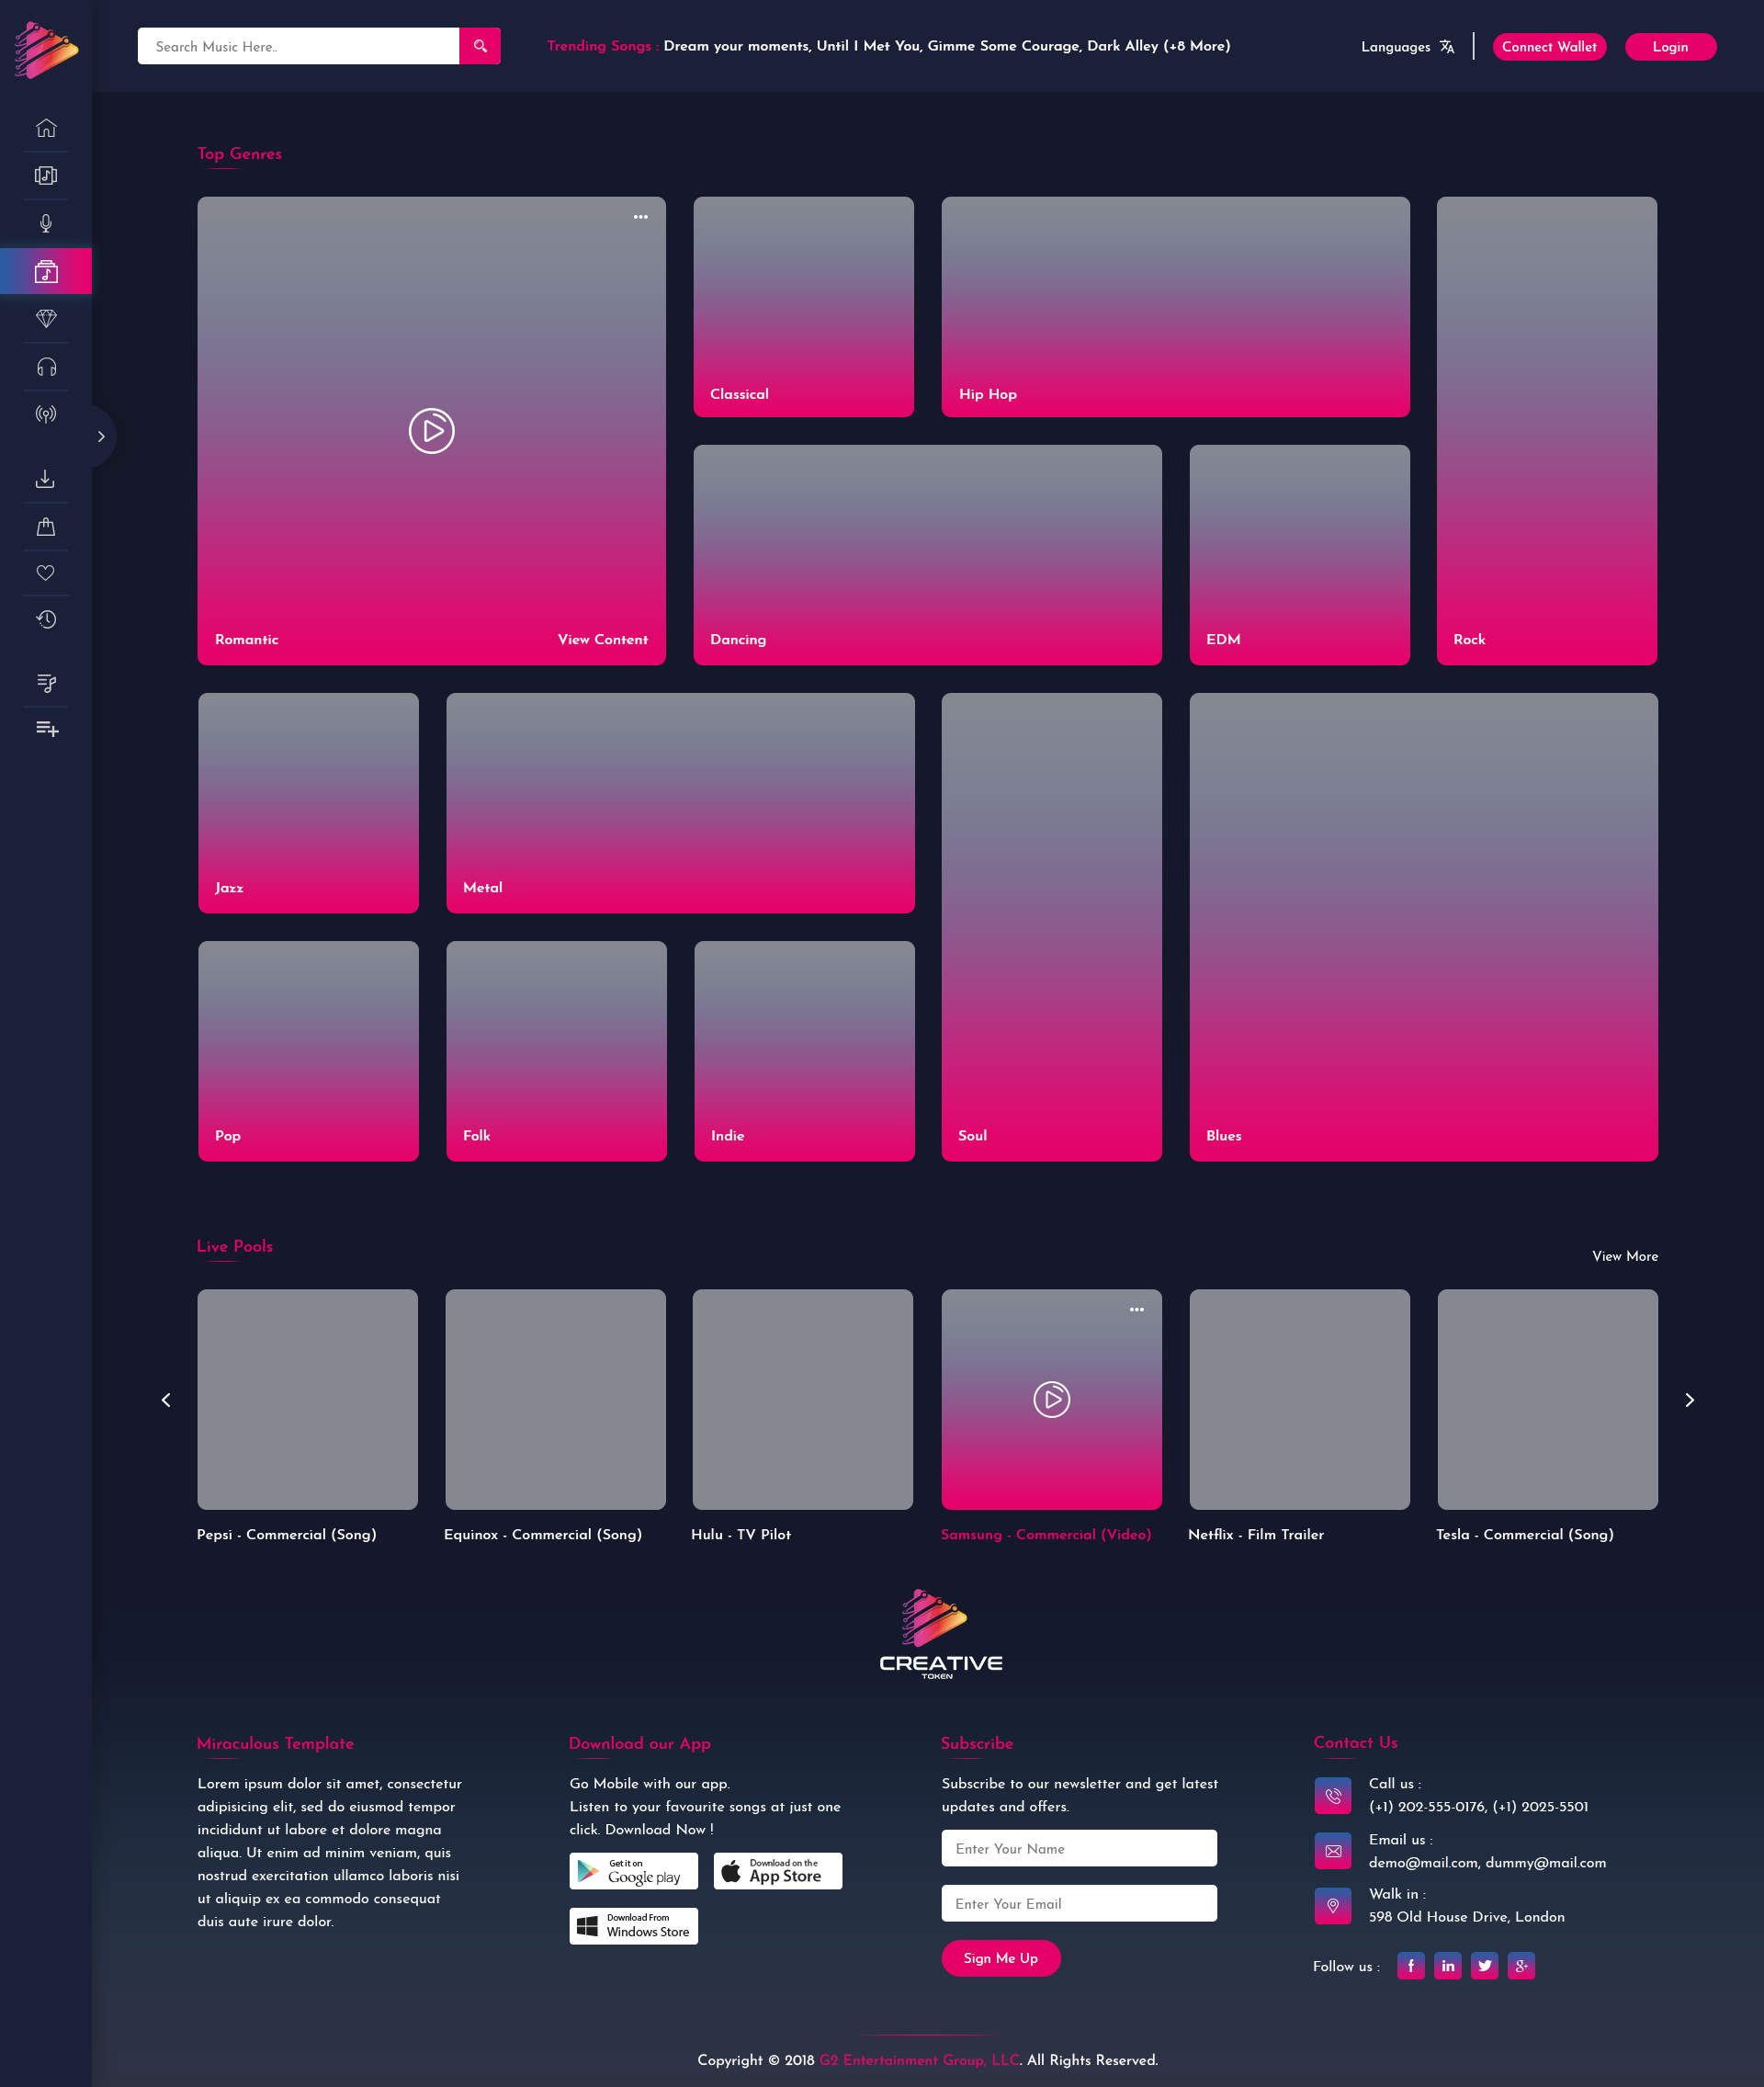 Search Music Here..
Trending Songs : Dream your moments, Until I Met You, Gimme Some Courage, Dark Alley (+8 More)
Languages
Connect Wallet
Login
Top Genres
Classical
Hip Hop
Romantic
View Content
Dancing
EDM
Rock
Jazz
Metal
Pop
Folk
Indie
Soul
Blues
Live Pools
View More
Pepsi - Commercial (Song)
Equinox - Commercial (Song)
Hulu - TV Pilot
Samsung - Commercial (Video)
Netflix - Film Trailer
Tesla - Commercial (Song)
CREATIVE
TOKEN
Miraculous Template
Lorem ipsum dolor sit amet, consectetur
adipisicing elit, sed do eiusmod tempor
incididunt ut labore et dolore magna
aliqua. Ut enim ad minim veniam, quis
nostrud exercitation ullamco laboris nisi
ut aliquip ex ea commodo consequat
duis aute irure dolor.
Download our App
Go Mobile with our app.
Listen to your favourite songs at just one
click. Download Now !
Get it on
Google play
Download on the
App Store
Download From
Windows Store
Subscribe
Subscribe to our newsletter and get latest
updates and offers.
Enter Your Name
Enter Your Email
Sign Me Up
Contact Us
Call us :
(+1) 202-555-0176, (+1) 2025-5501
Email us :
demo@mail.com, dummy@mail.com
Walk in :
598 Old House Drive, London
Follow us :
Copyright © 2018 G2 Entertainment Group, LLC. All Rights Reserved.